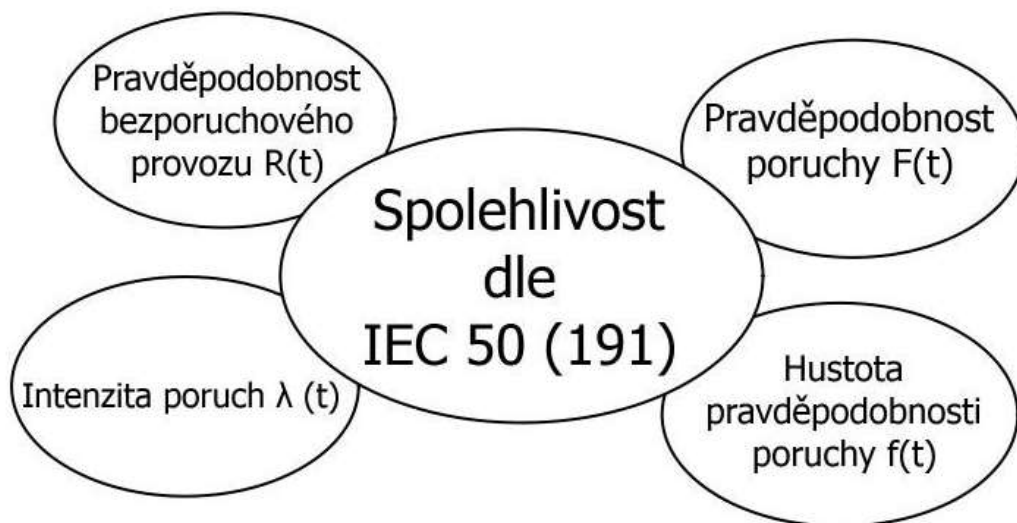 Pravděpodobnost
bezporuchového
provozu R(t)
Pravděpodobnost
poruchy F(t)
Spolehlivost
dle
IEC 50 (191)
Intenzita poruch λ (t)
Hustota
pravděpodobnosti
poruchy f(t)